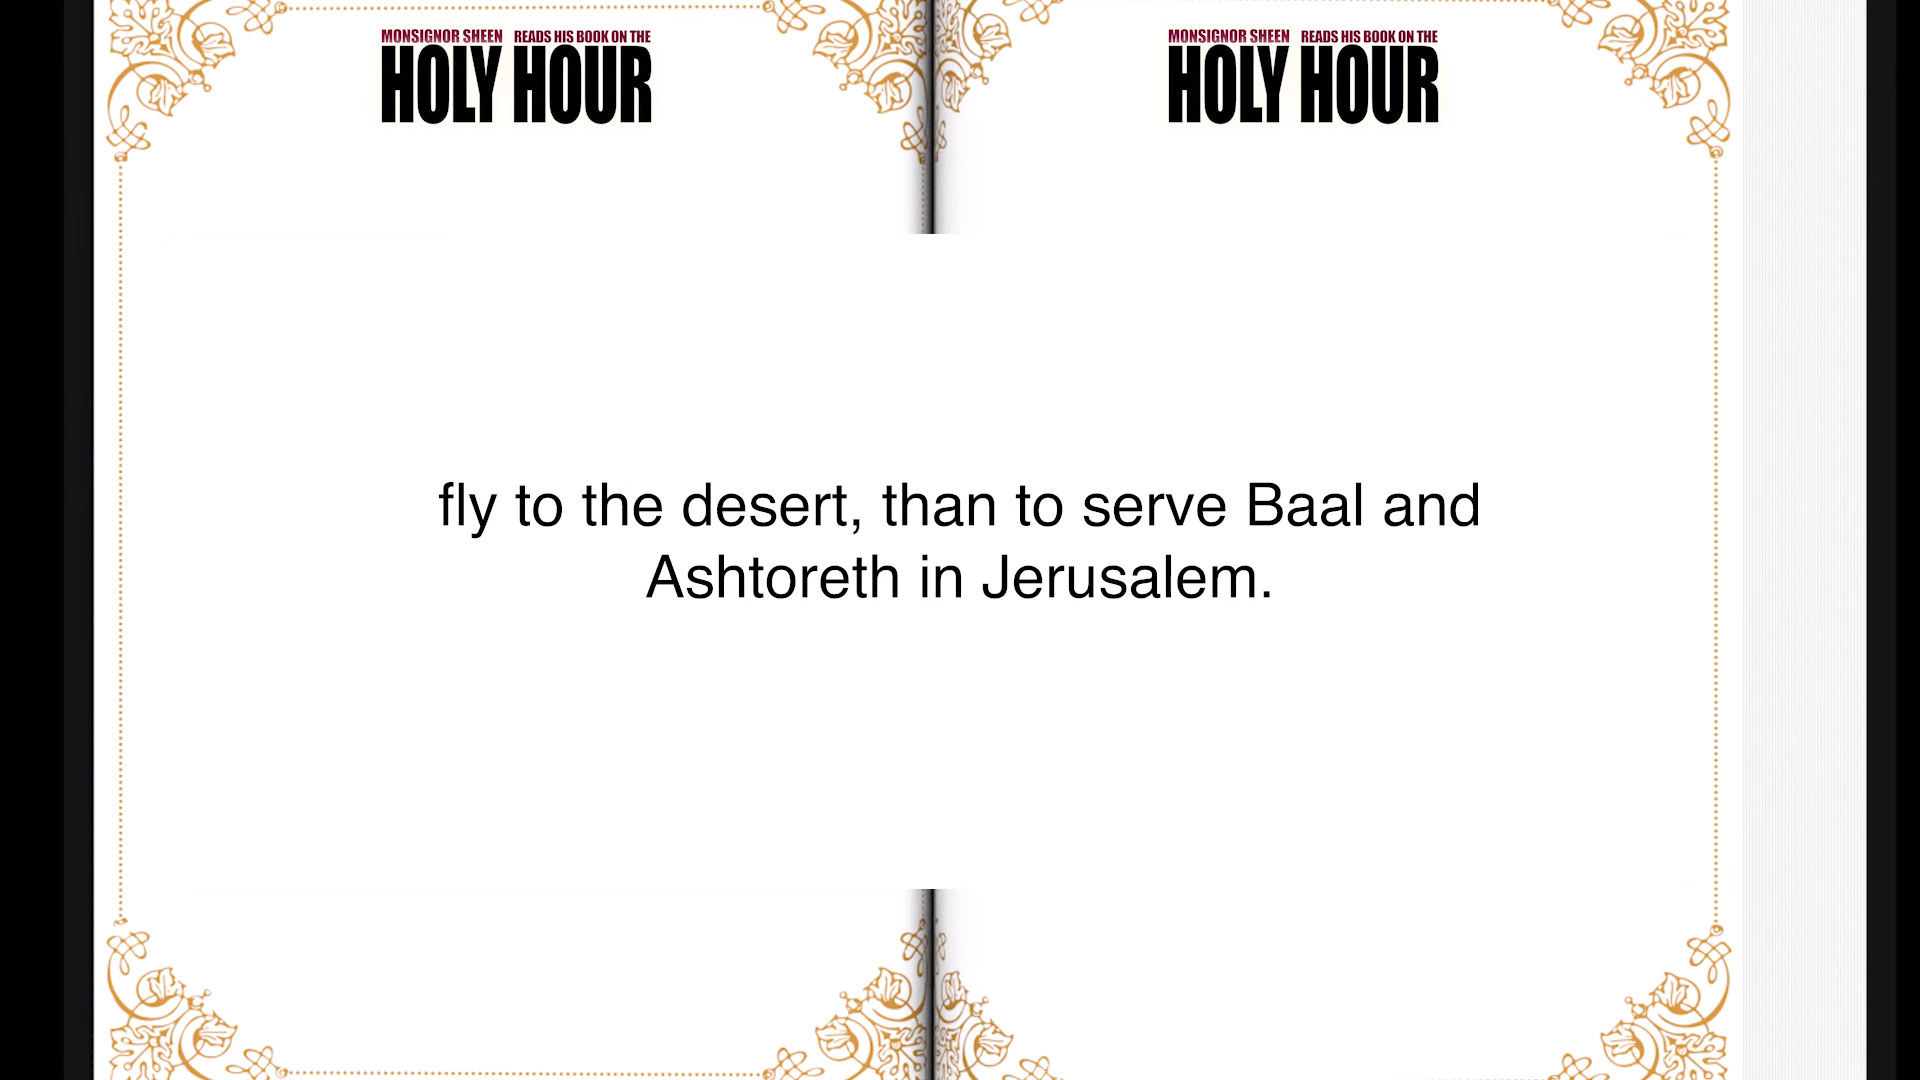 MONSIGNOR SHEEN READS HIS BOOK ON THE
HOLY HOUR
MONSIGNOR SHEEN READS HIS BOOK ON THE
HOLY HOUR
fly to the desert, than to serve Baal and
Ashtoreth in Jerusalem.